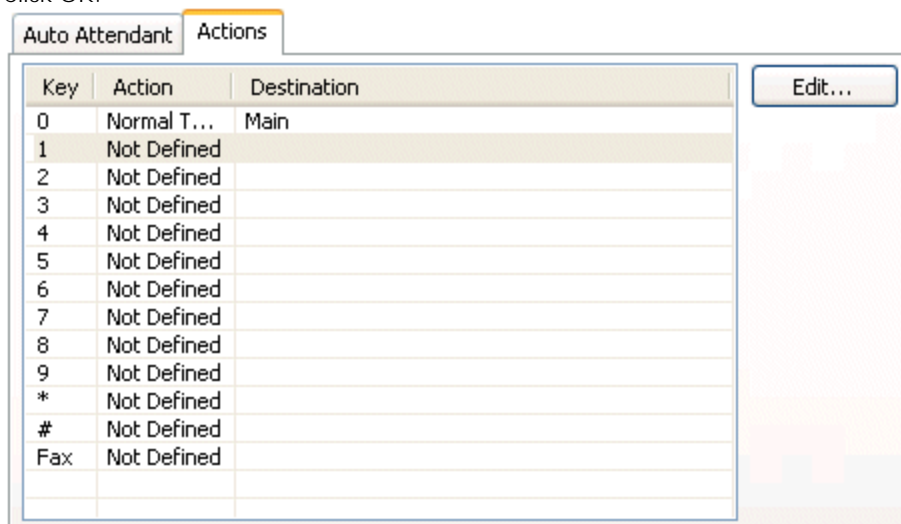 Click OK.
Auto Attendant Actions
Key Action Destination Edit...
0 Normal T... Main
1 Not Defined
2 Not Defined
3 Not Defined
4 Not Defined
5 Not Defined
6 Not Defined
7 Not Defined
8 Not Defined
9 Not Defined
* Not Defined
# Not Defined
Fax Not Defined